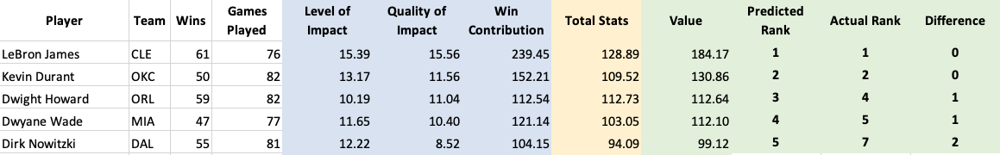 Player Team Wins Games Played Level of Impact Quality of Impact Win Contribution Total Stats Value Predicted Rank Actual Rank Difference
LeBron James CLE 61 76 15.39 15.56 239.45 128.89 184.17 1 1 0
Kevin Durant OKC 50 82 13.17 11.56 152.21 109.52 130.86 2 2 0
Dwight Howard ORL 59 82 10.19 11.04 112.54 112.73 112.64 3 4 1
Dwyane Wade MIA 47 77 11.65 10.40 121.14 103.05 112.10 4 5 1
Dirk Nowitzki DAL 55 81 12.22 8.52 104.15 94.09 99.12 5 7 2